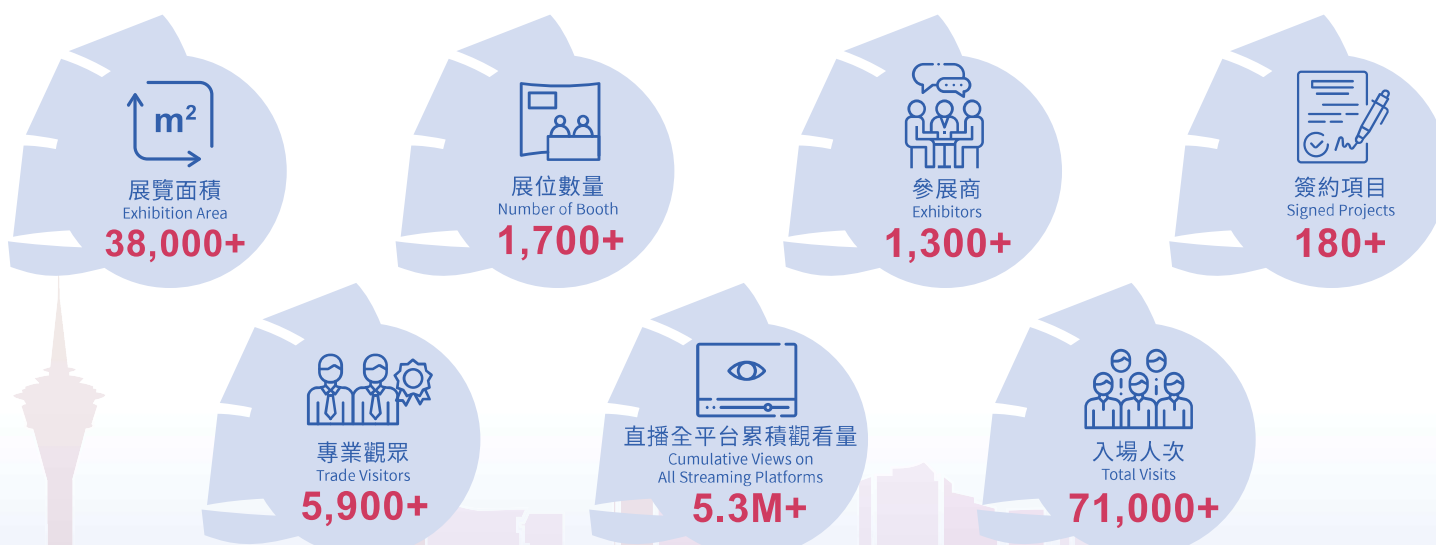 m²
展覽面積
Exhibition Area
38,000+
展位數量
Number of Booth
1,700+
參展商
Exhibitors
1,300+
簽約項目
Signed Projects
180+
專業觀眾
Trade Visitors
5,900+
直播全平台累積觀看量
Cumulative Views on
All Streaming Platforms
5.3M+
入場人次
Total Visits
71,000+